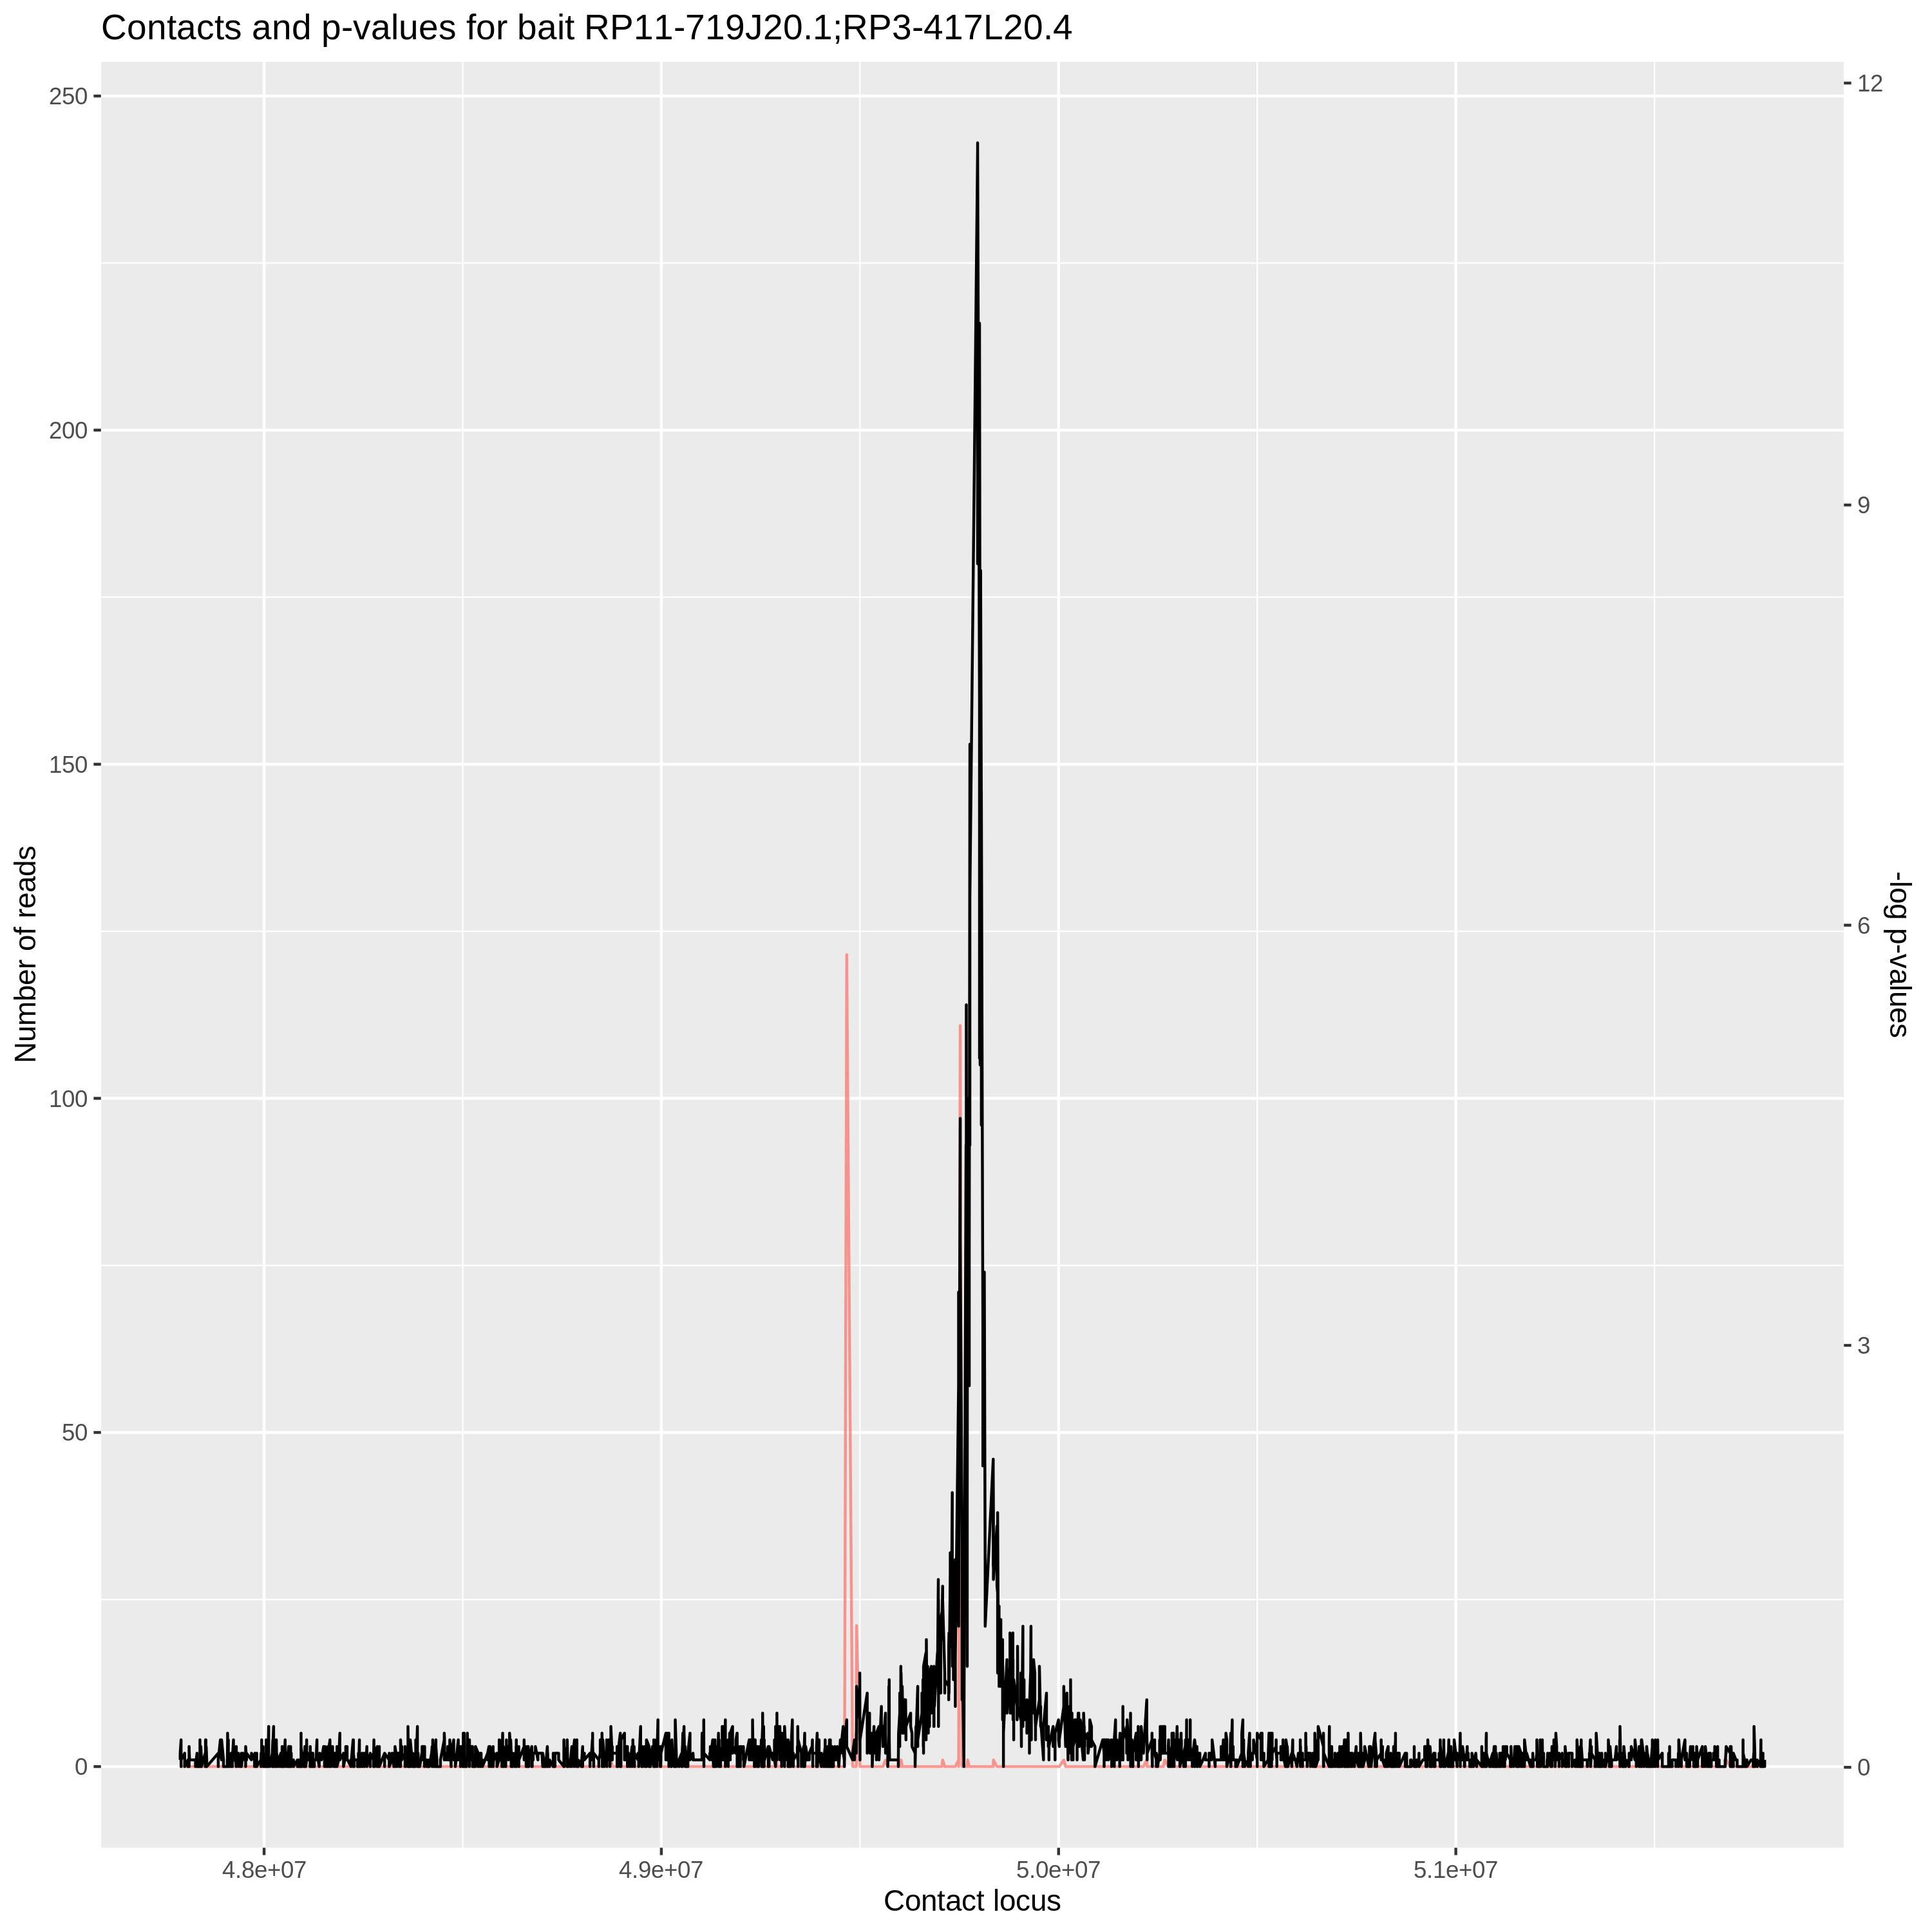 Contacts and p-values for bait RP11-719J20.1;RP3-417L20.4
250
200
150
100
50
0
Number of reads
12
9
6
3
0
-log p-values
4.8e+07 4.9e+07 5.0e+07 5.1e+07
Contact locus